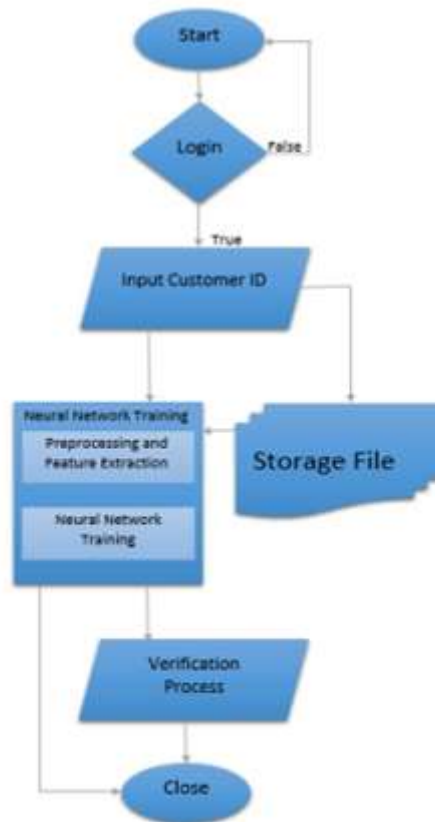 Start
Login
False
True
Input Customer ID
Neural Network Training
Preprocessing and
Feature Extraction
Storage File
Neural Network
Training
Verification
Process
Close